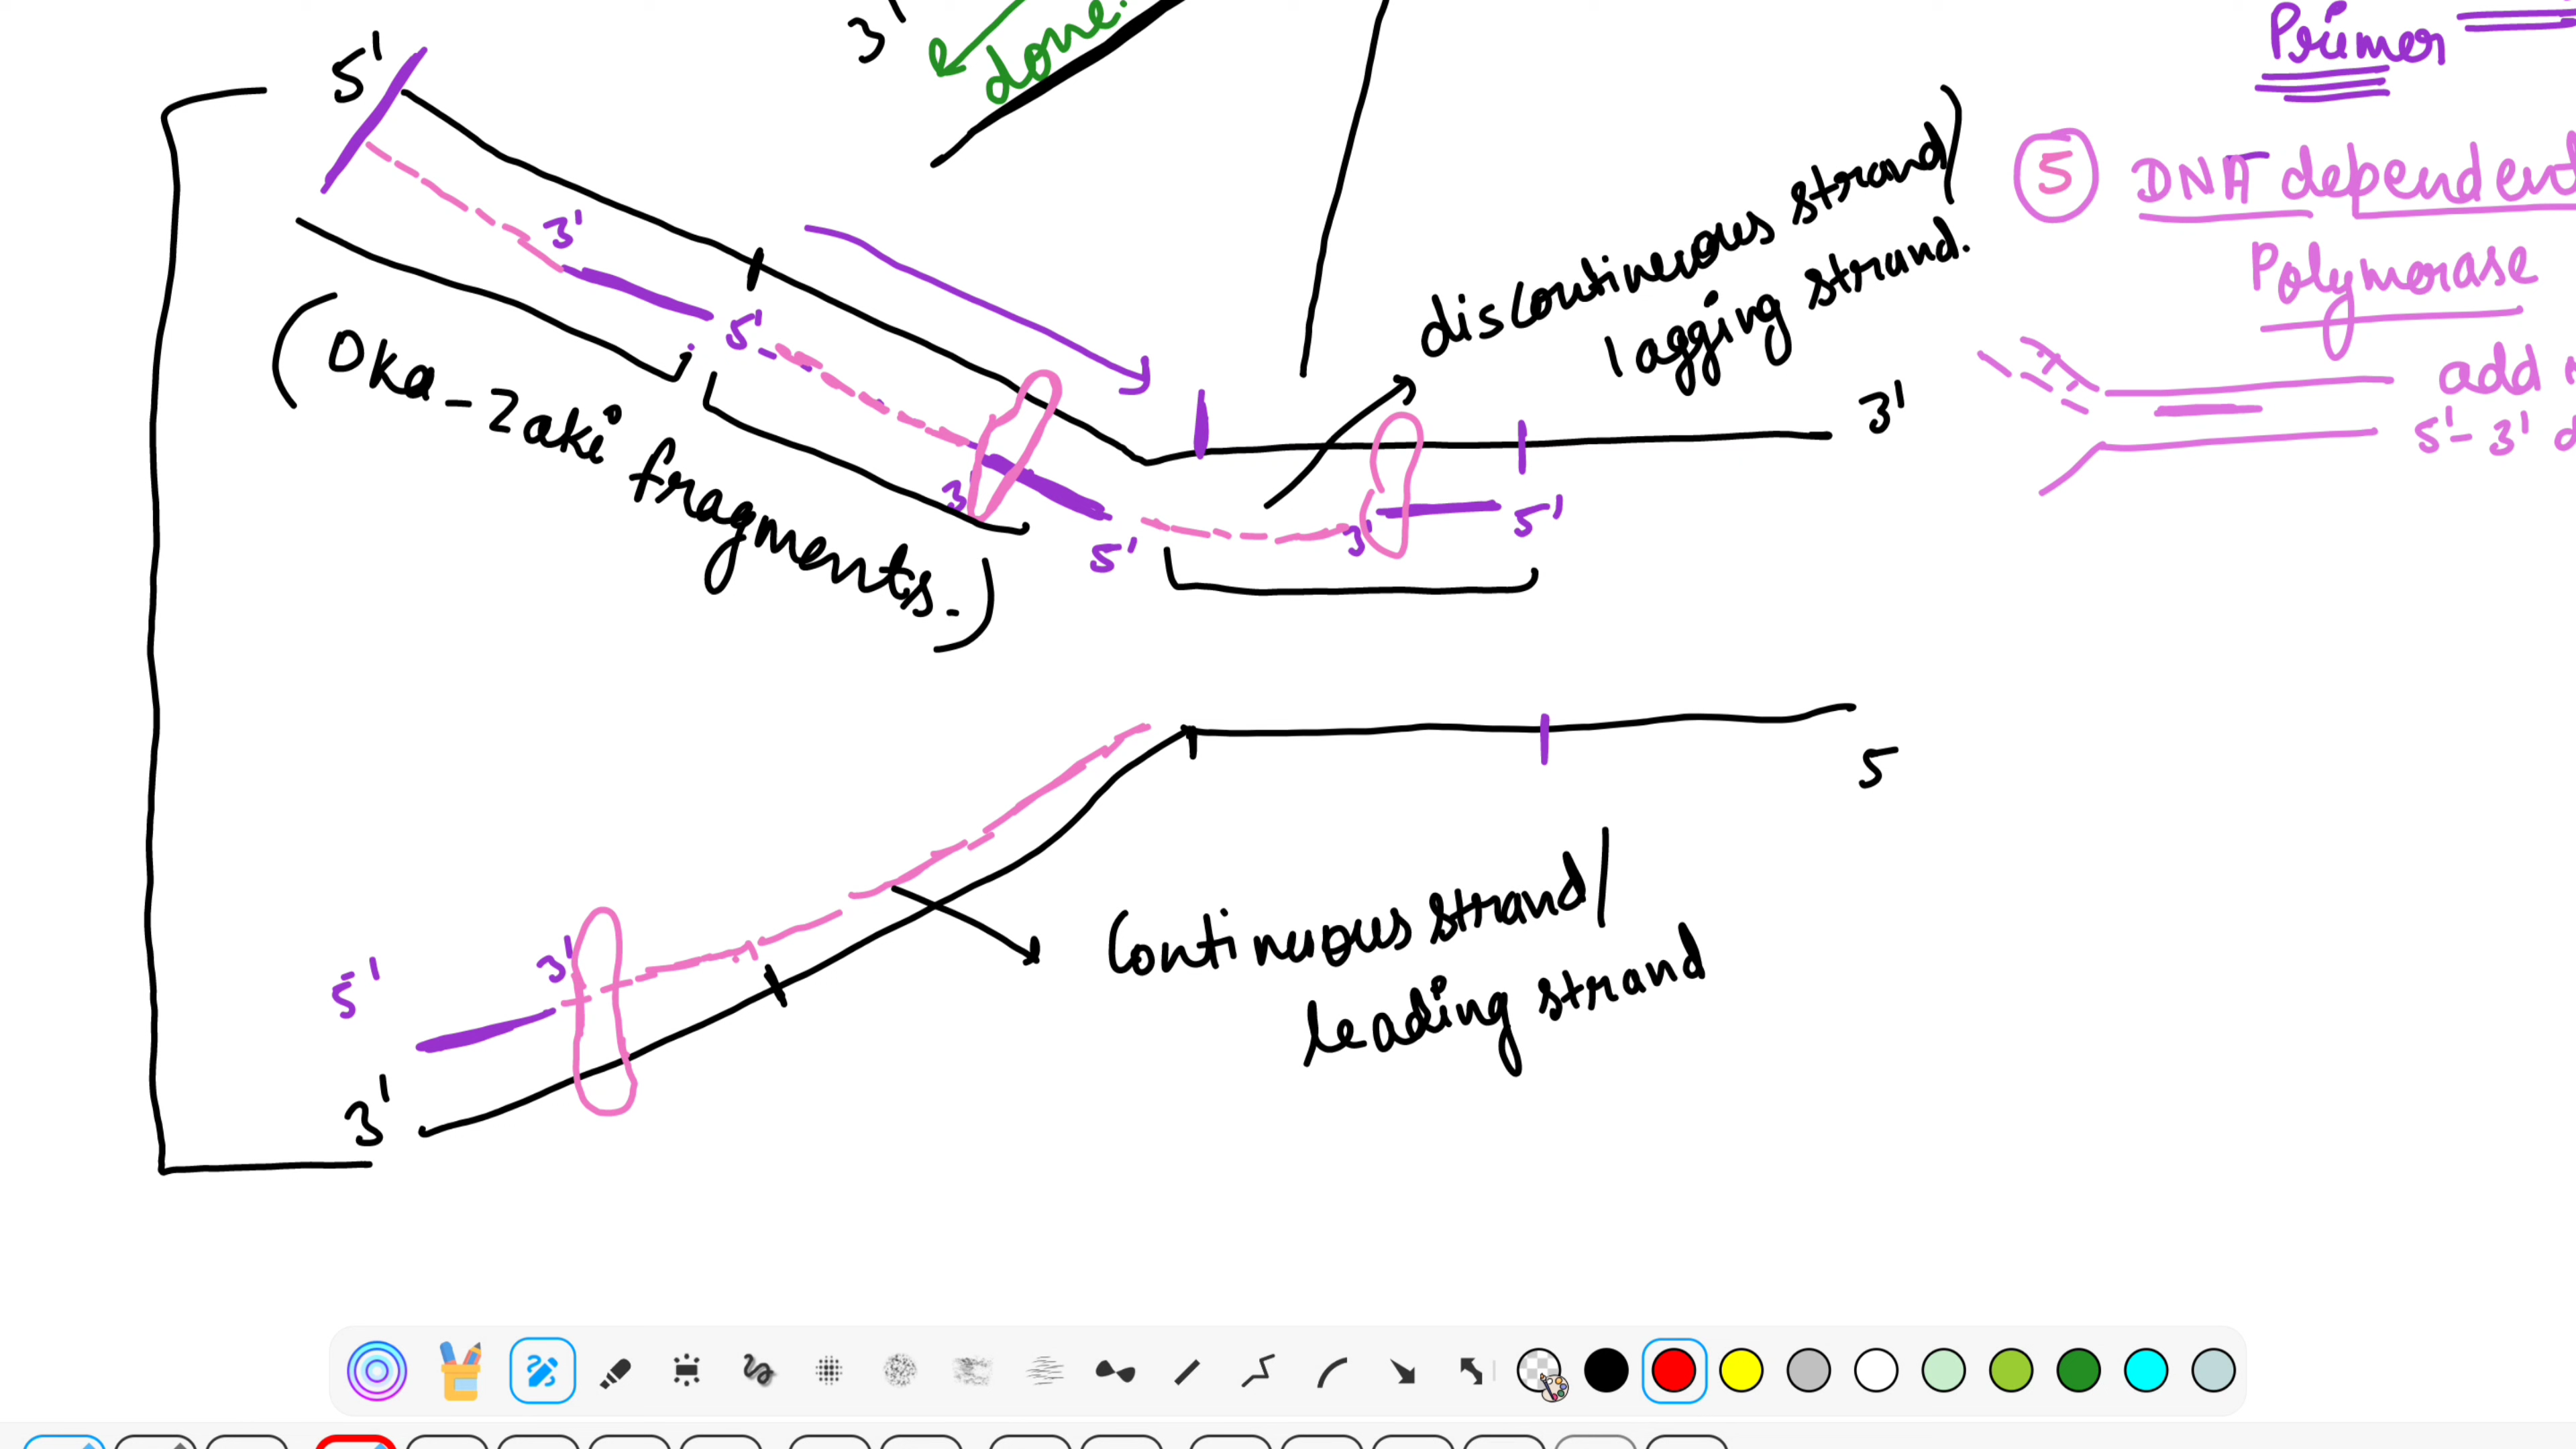 3'
done.
Primer
5'
discontinuous strand/
lagging strand.
⑤ DNA dependent
Polymerase
add
5'-3'
3'
5'
3'
(Oka-Zaki fragments.)
3'
5'
3'
5'
5
Continuous strand/
leading strand
5'
3'
3'